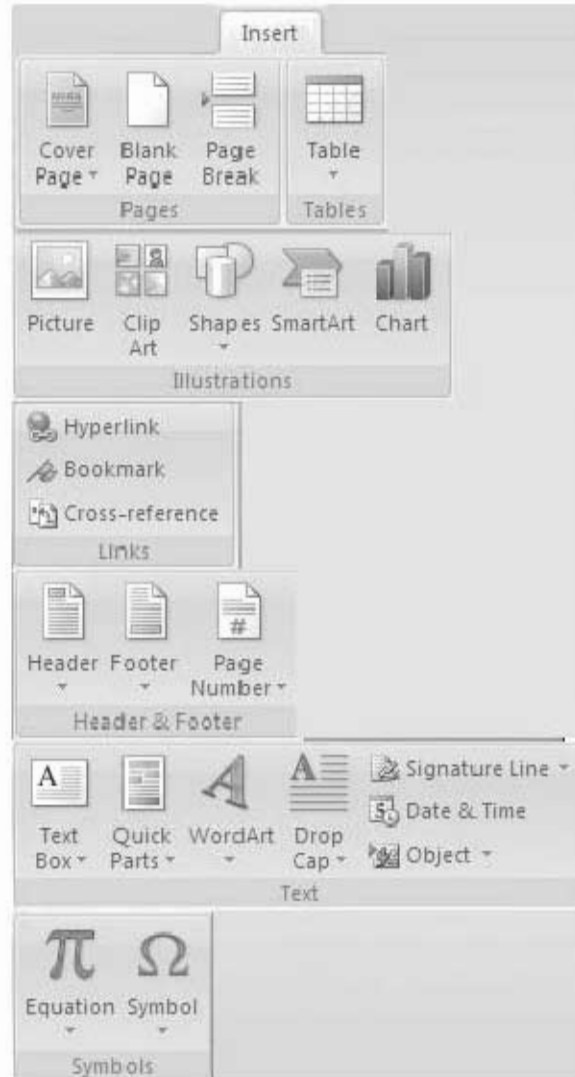 Insert
Cover Blank Page Table
Page Page Break
Pages Tables
Picture Clip Shapes SmartArt Chart
Art
Illustrations
Hyperlink
Bookmark
Cross-reference
Links
Header Footer Page
Number
Header & Footer
Signature Line
Date & Time
Text Quick WordArt Drop
Box Parts Cap Object
Text
Equation Symbol
Symbols